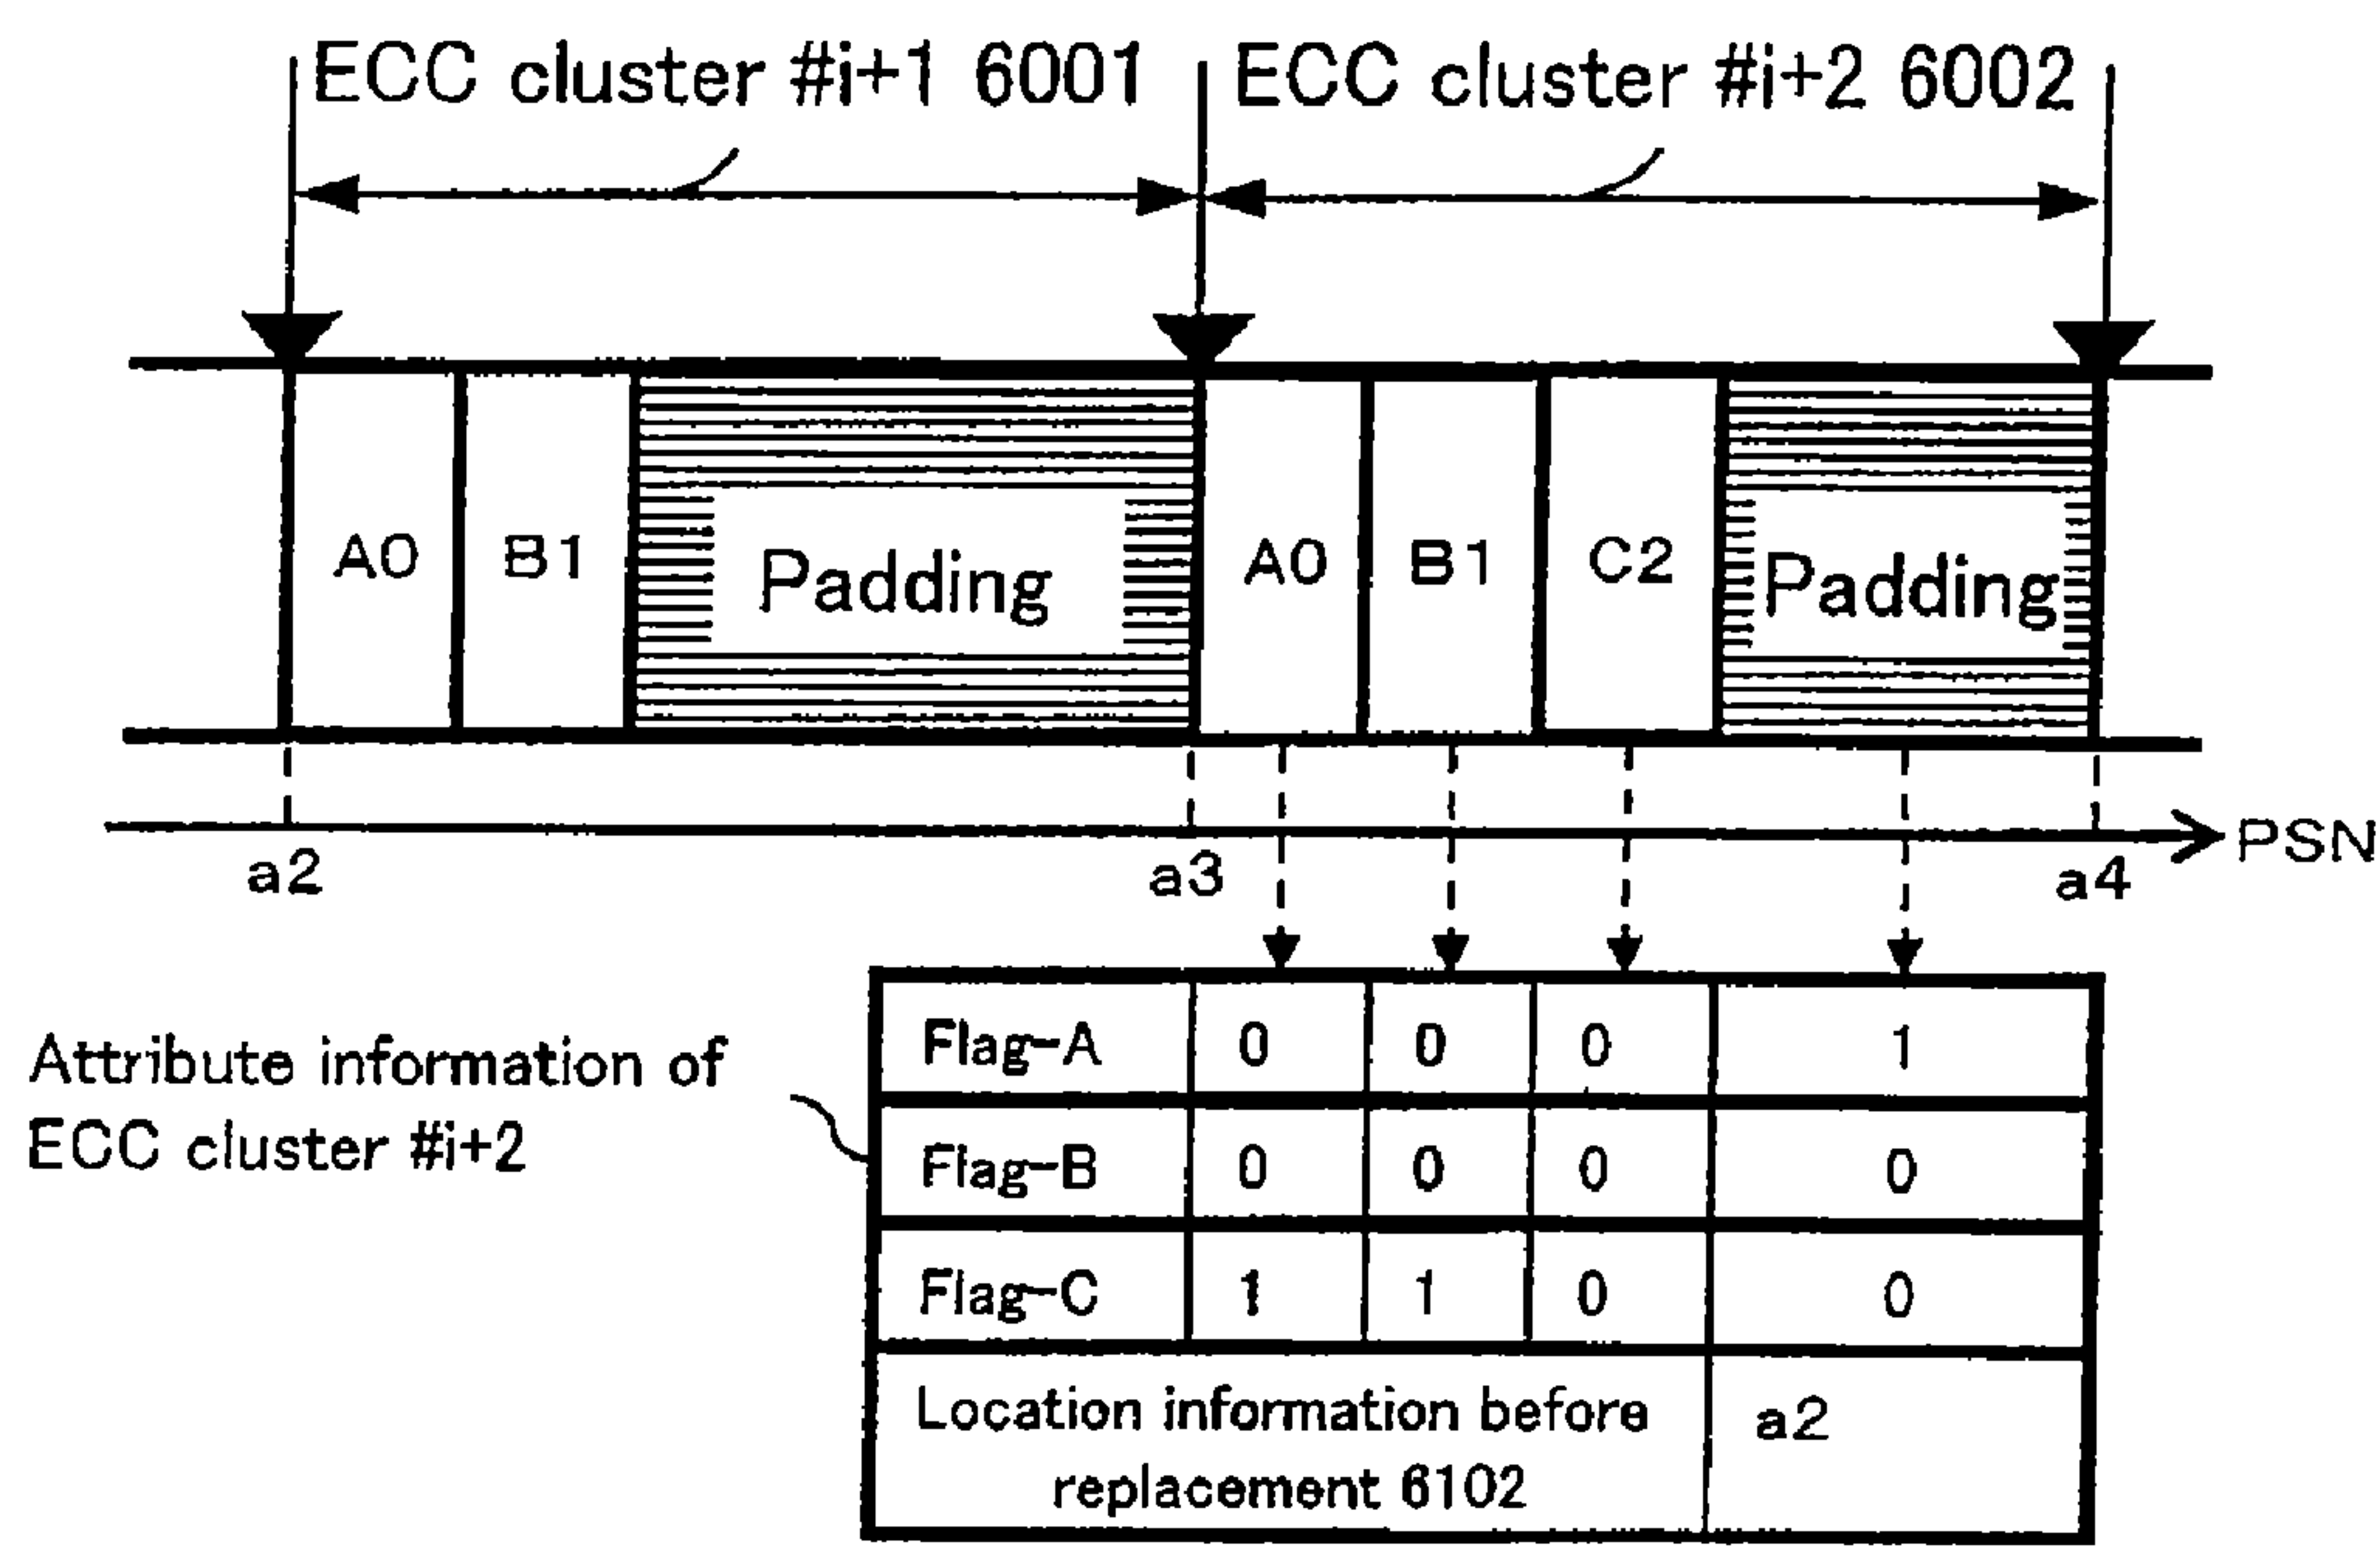 ECC cluster #i+1 6001 ECC cluster #i+2 6002
A0 B1 Padding A0 B1 C2 Padding
PSN
a2 a3 a4
Attribute information of
ECC cluster #i+2
Flag-A 0 0 0 1
Flag-B 0 0 0 0
Flag-C 1 1 0 0
Location information before a2
replacement 6102